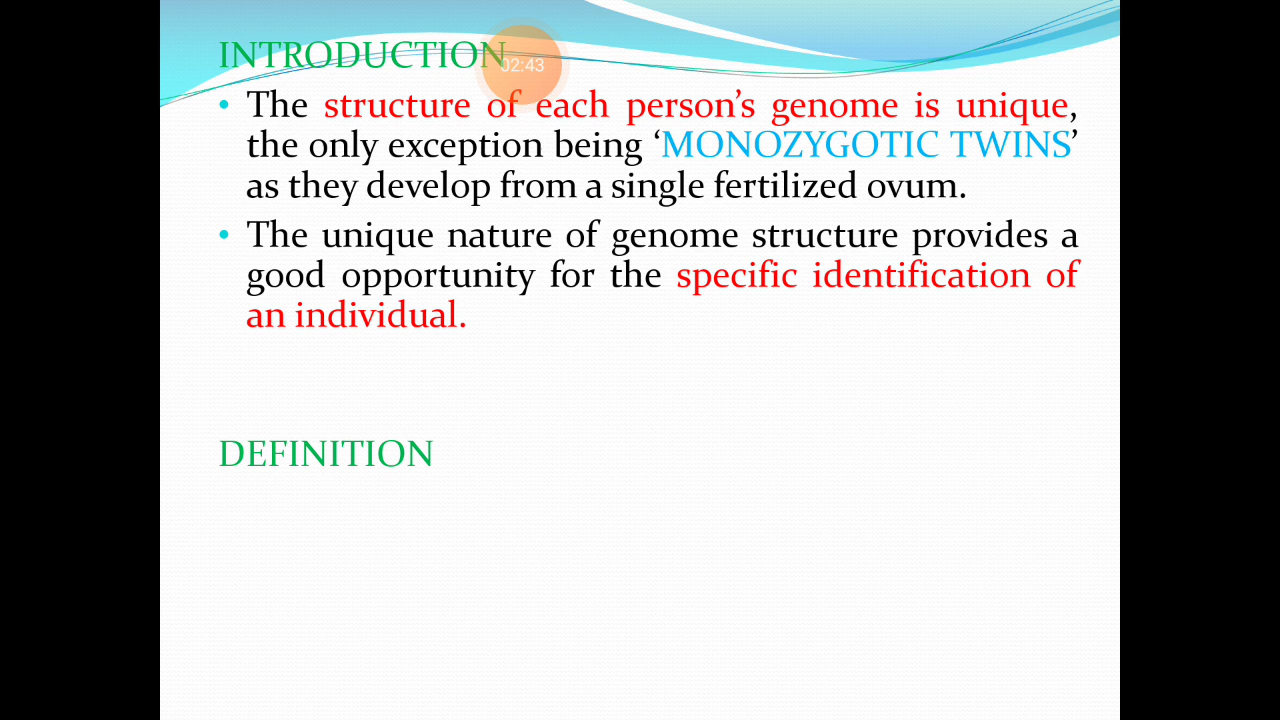 INTRODUCTION
02:43
• The structure of each person’s genome is unique,
the only exception being ‘MONOZYGOTIC TWINS’
as they develop from a single fertilized ovum.
• The unique nature of genome structure provides a
good opportunity for the specific identification of
an individual.
DEFINITION